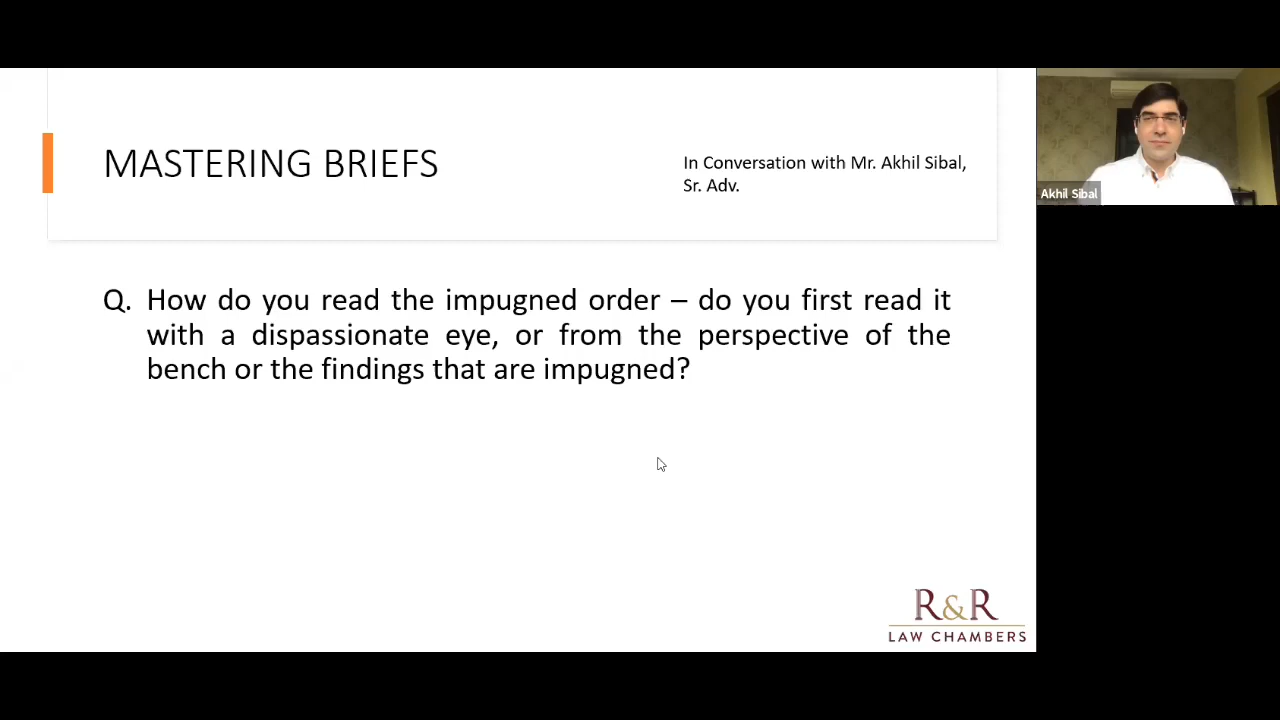 MASTERING BRIEFS
In Conversation with Mr. Akhil Sibal,
Sr. Adv.
Akhil Sibal
Q. How do you read the impugned order – do you first read it
with a dispassionate eye, or from the perspective of the
bench or the findings that are impugned?
R&R
LAW CHAMBERS